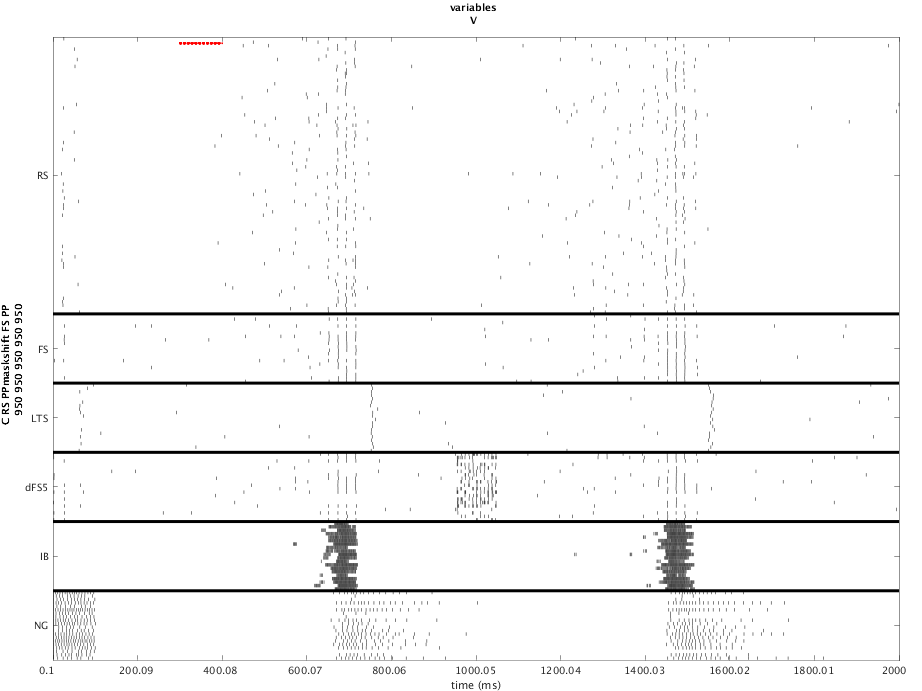 variables
V
RS
FS
LTS
dFS5
IB
NG
C RS PPmaskshift FS PP
950 950 950 950 950
0.1 200.09 400.08 600.07 800.06 1000.05 1200.04 1400.03 1600.02 1800.01 2000
time (ms)